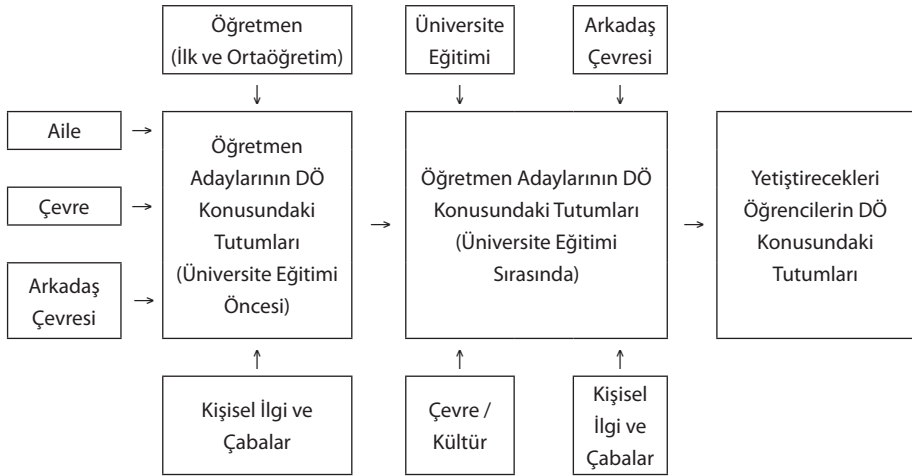 Öğretmen
(İlk ve Ortaöğretim)
Üniversite
Eğitimi
Arkadaş
Çevresi
Aile
Çevre
Arkadaş
Çevresi
Öğretmen
Adaylarının DÖ
Konusundaki
Tutumları
(Üniversite Eğitimi
Öncesi)
Öğretmen Adaylarının DÖ
Konusundaki Tutumları
(Üniversite Eğitimi
Sırasında)
Yetiştirecekleri
Öğrencilerin DÖ
Konusundaki
Tutumları
Kişisel İlgi ve
Çabalar
Çevre /
Kültür
Kişisel
İlgi ve
Çabalar